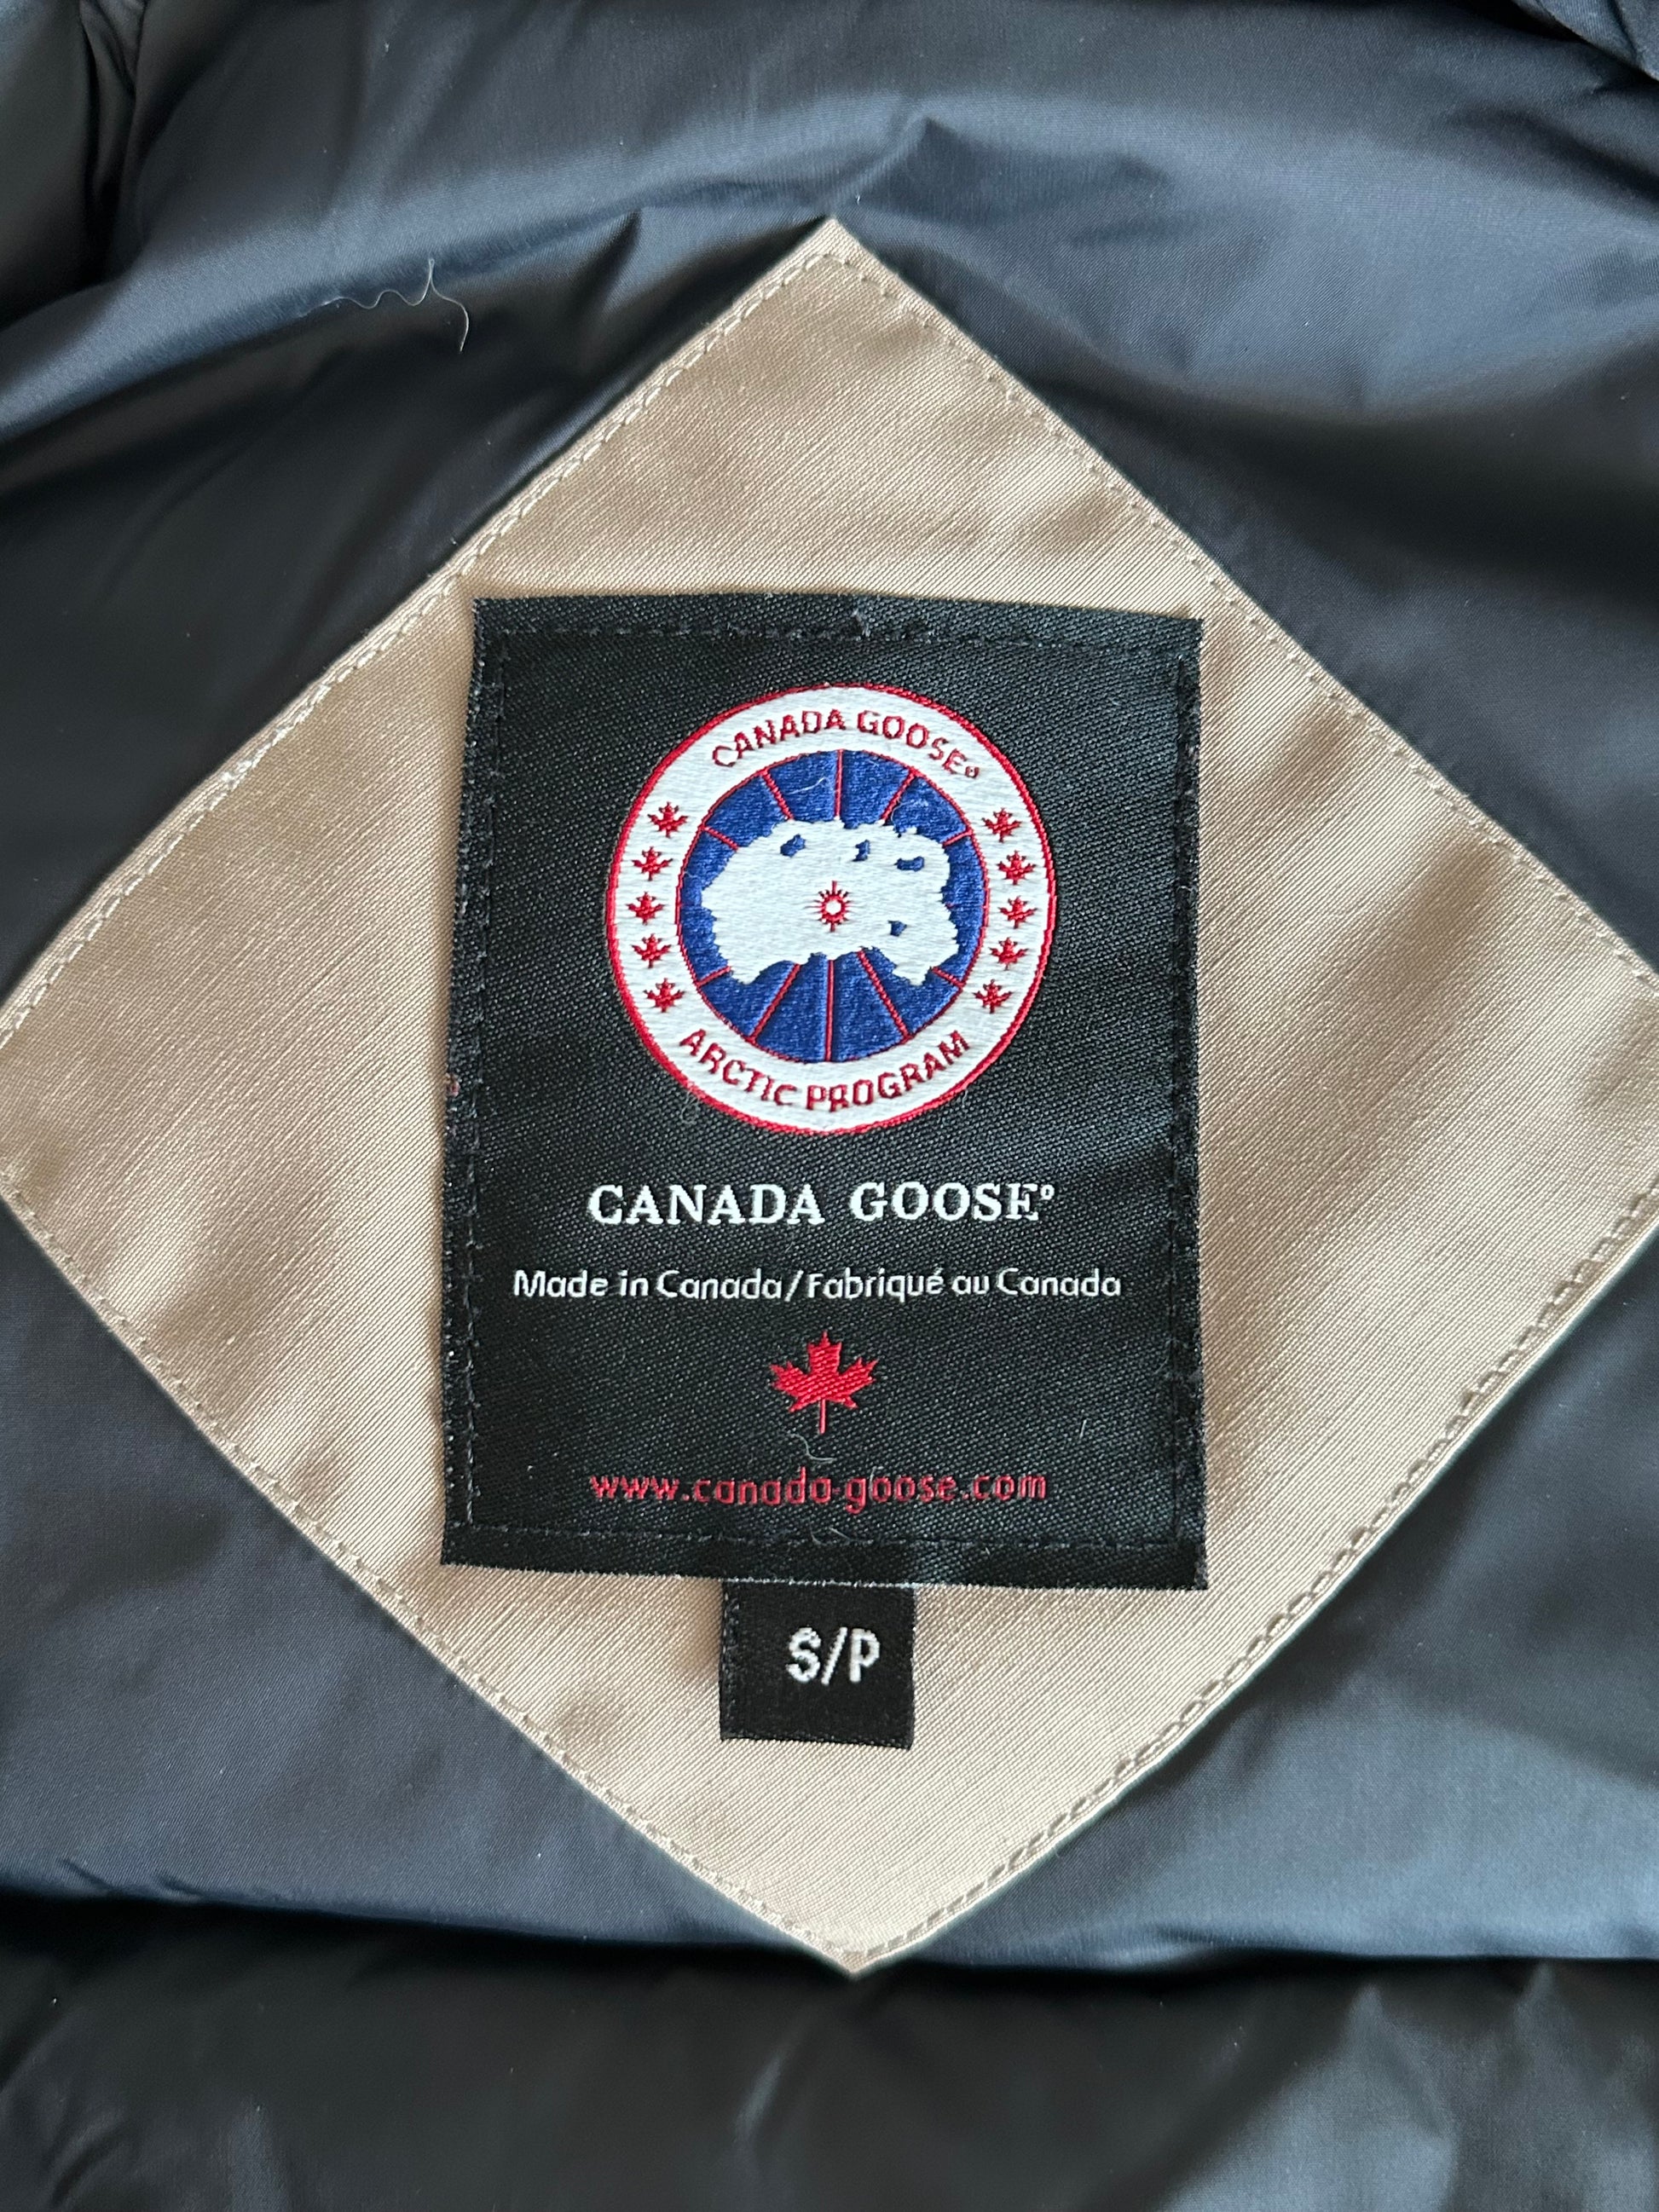 CANADA GOOSE®
ARCTIC PROGRAM
CANADA GOOSE®
Made in Canada/Fabriqué au Canada
www.canada-goose.com
S/P